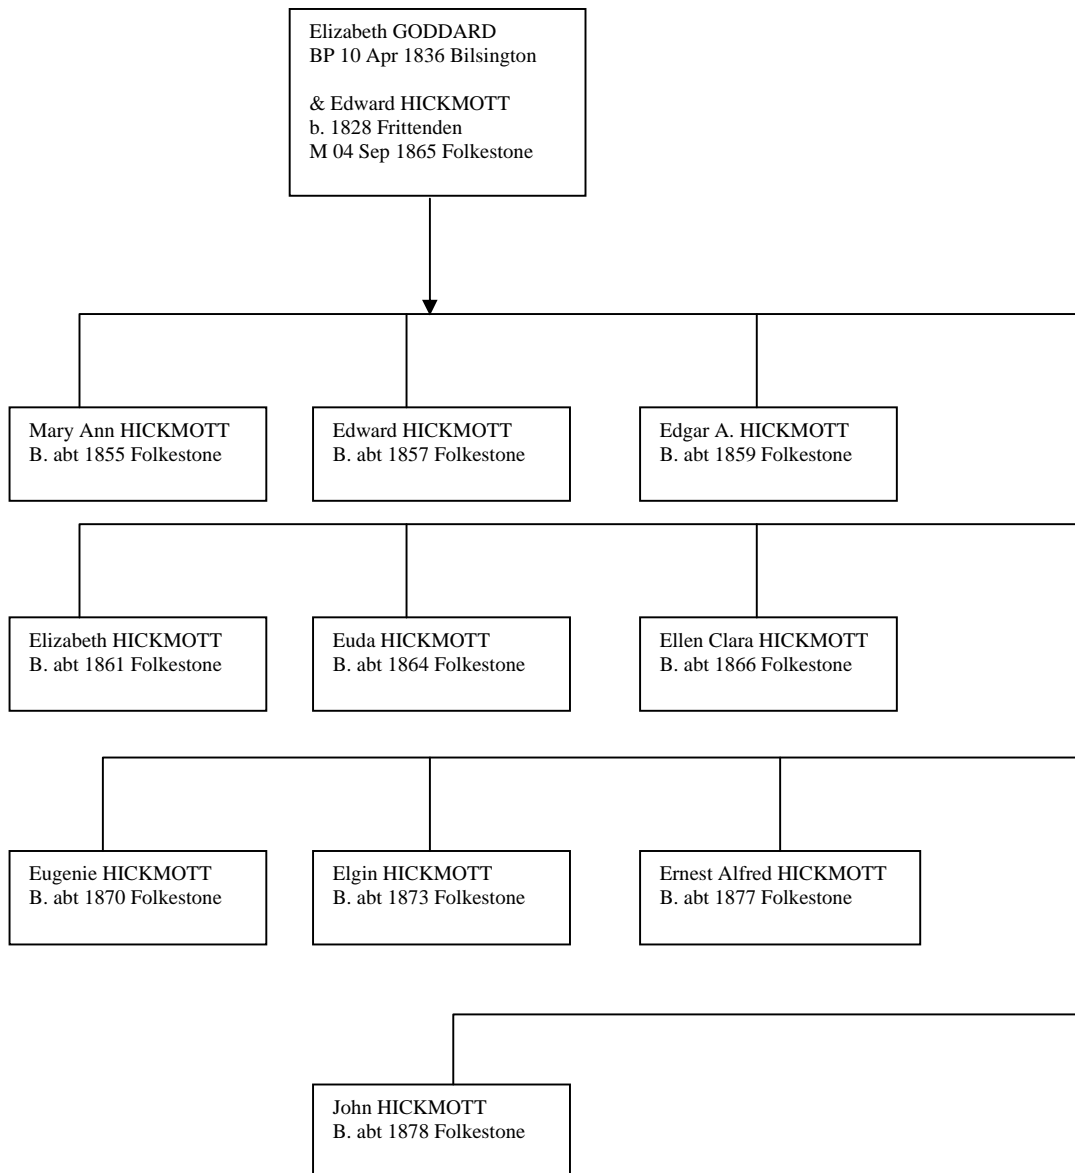 Elizabeth GODDARD
BP 10 Apr 1836 Bilsington
& Edward HICKMOTT
b. 1828 Frittenden
M 04 Sep 1865 Folkestone
Mary Ann HICKMOTT
B. abt 1855 Folkestone
Edward HICKMOTT
B. abt 1857 Folkestone
Edgar A. HICKMOTT
B. abt 1859 Folkestone
Elizabeth HICKMOTT
B. abt 1861 Folkestone
Euda HICKMOTT
B. abt 1864 Folkestone
Ellen Clara HICKMOTT
B. abt 1866 Folkestone
Eugenie HICKMOTT
B. abt 1870 Folkestone
Elgin HICKMOTT
B. abt 1873 Folkestone
Ernest Alfred HICKMOTT
B. abt 1877 Folkestone
John HICKMOTT
B. abt 1878 Folkestone